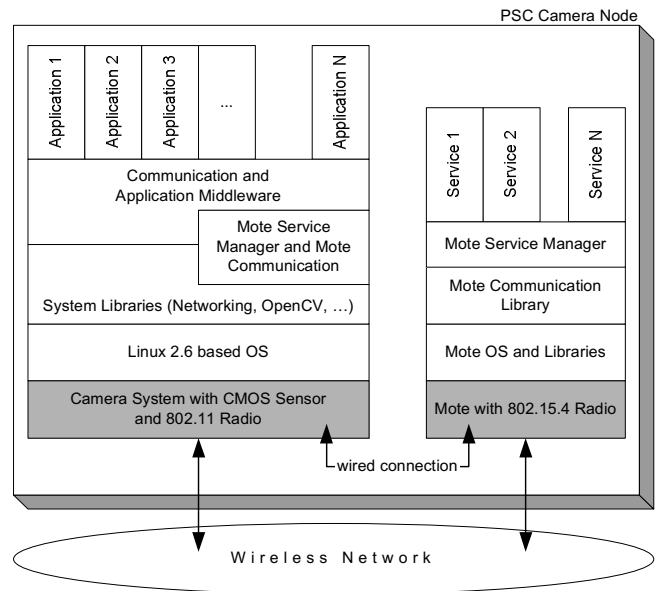 PSC Camera Node
Application 1
Application 2
Application 3
...
Application N
Communication and
Application Middleware
Mote Service
Manager and Mote
Communication
System Libraries (Networking, OpenCV, …)
Linux 2.6 based OS
Camera System with CMOS Sensor
and 802.11 Radio
Service 1
Service 2
Service N
Mote Service Manager
Mote Communication
Library
Mote OS and Libraries
Mote with 802.15.4 Radio
wired connection
Wireless Network